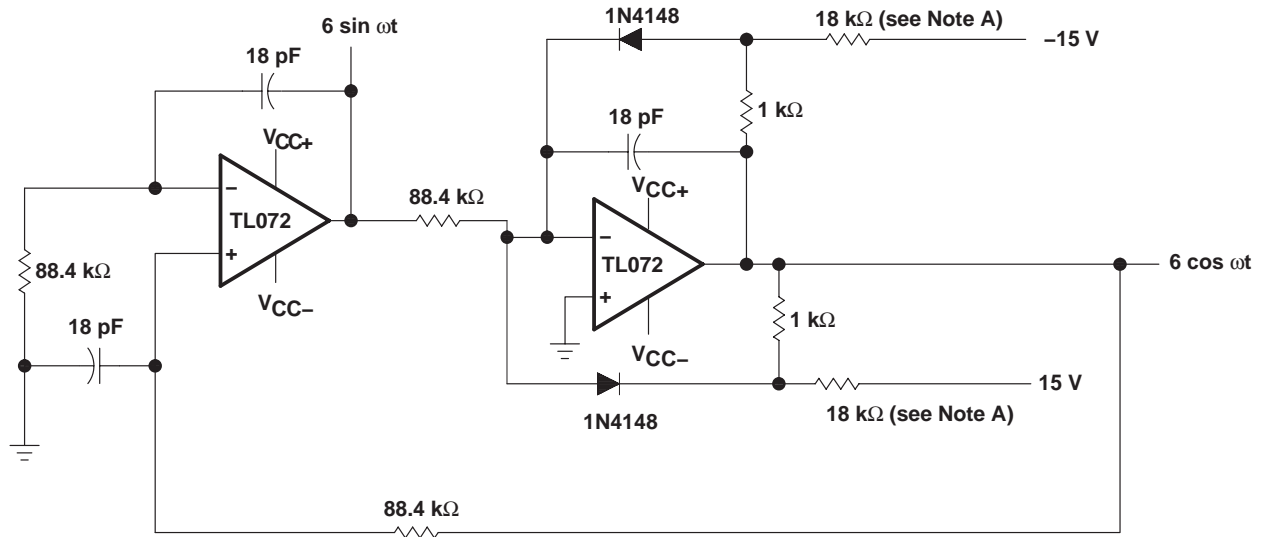 6 sin ωt
18 pF
VCC+
−
TL072
+
VCC−
88.4 kΩ
18 pF
88.4 kΩ
1N4148
18 kΩ (see Note A)
−15 V
1 kΩ
18 pF
VCC+
−
TL072
+
VCC−
6 cos ωt
1 kΩ
15 V
1N4148
18 kΩ (see Note A)
88.4 kΩ